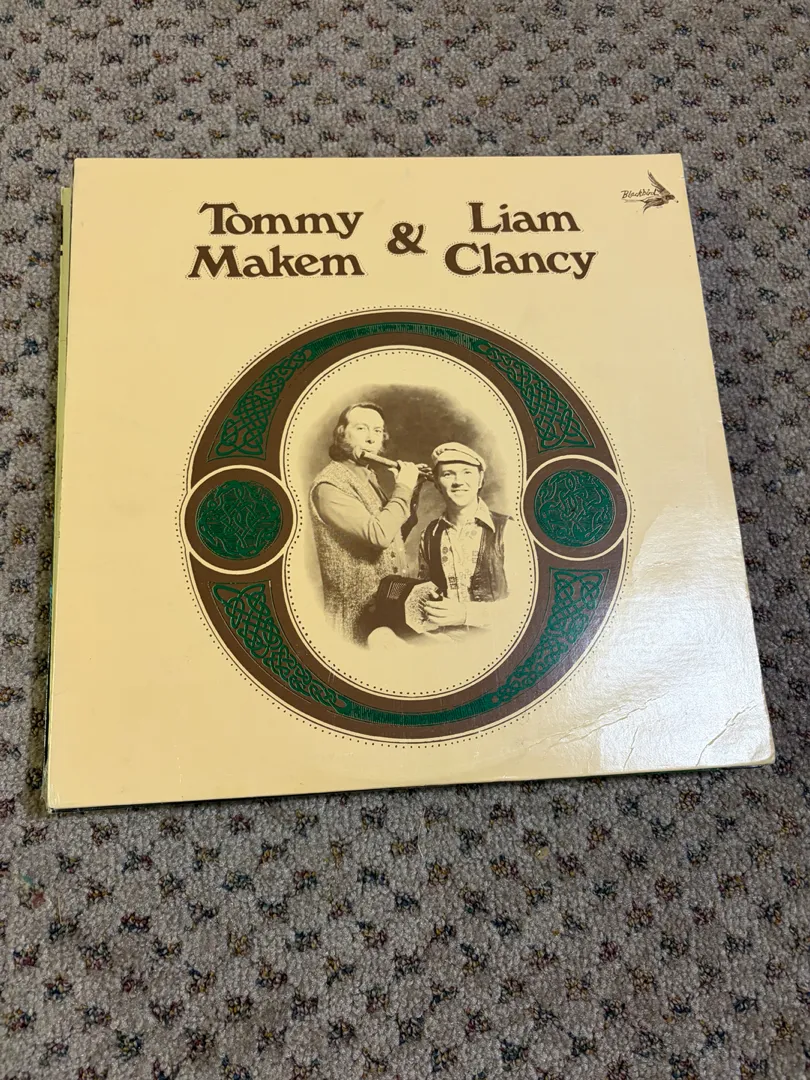 Tommy Makem
&
Liam Clancy
Blackbird